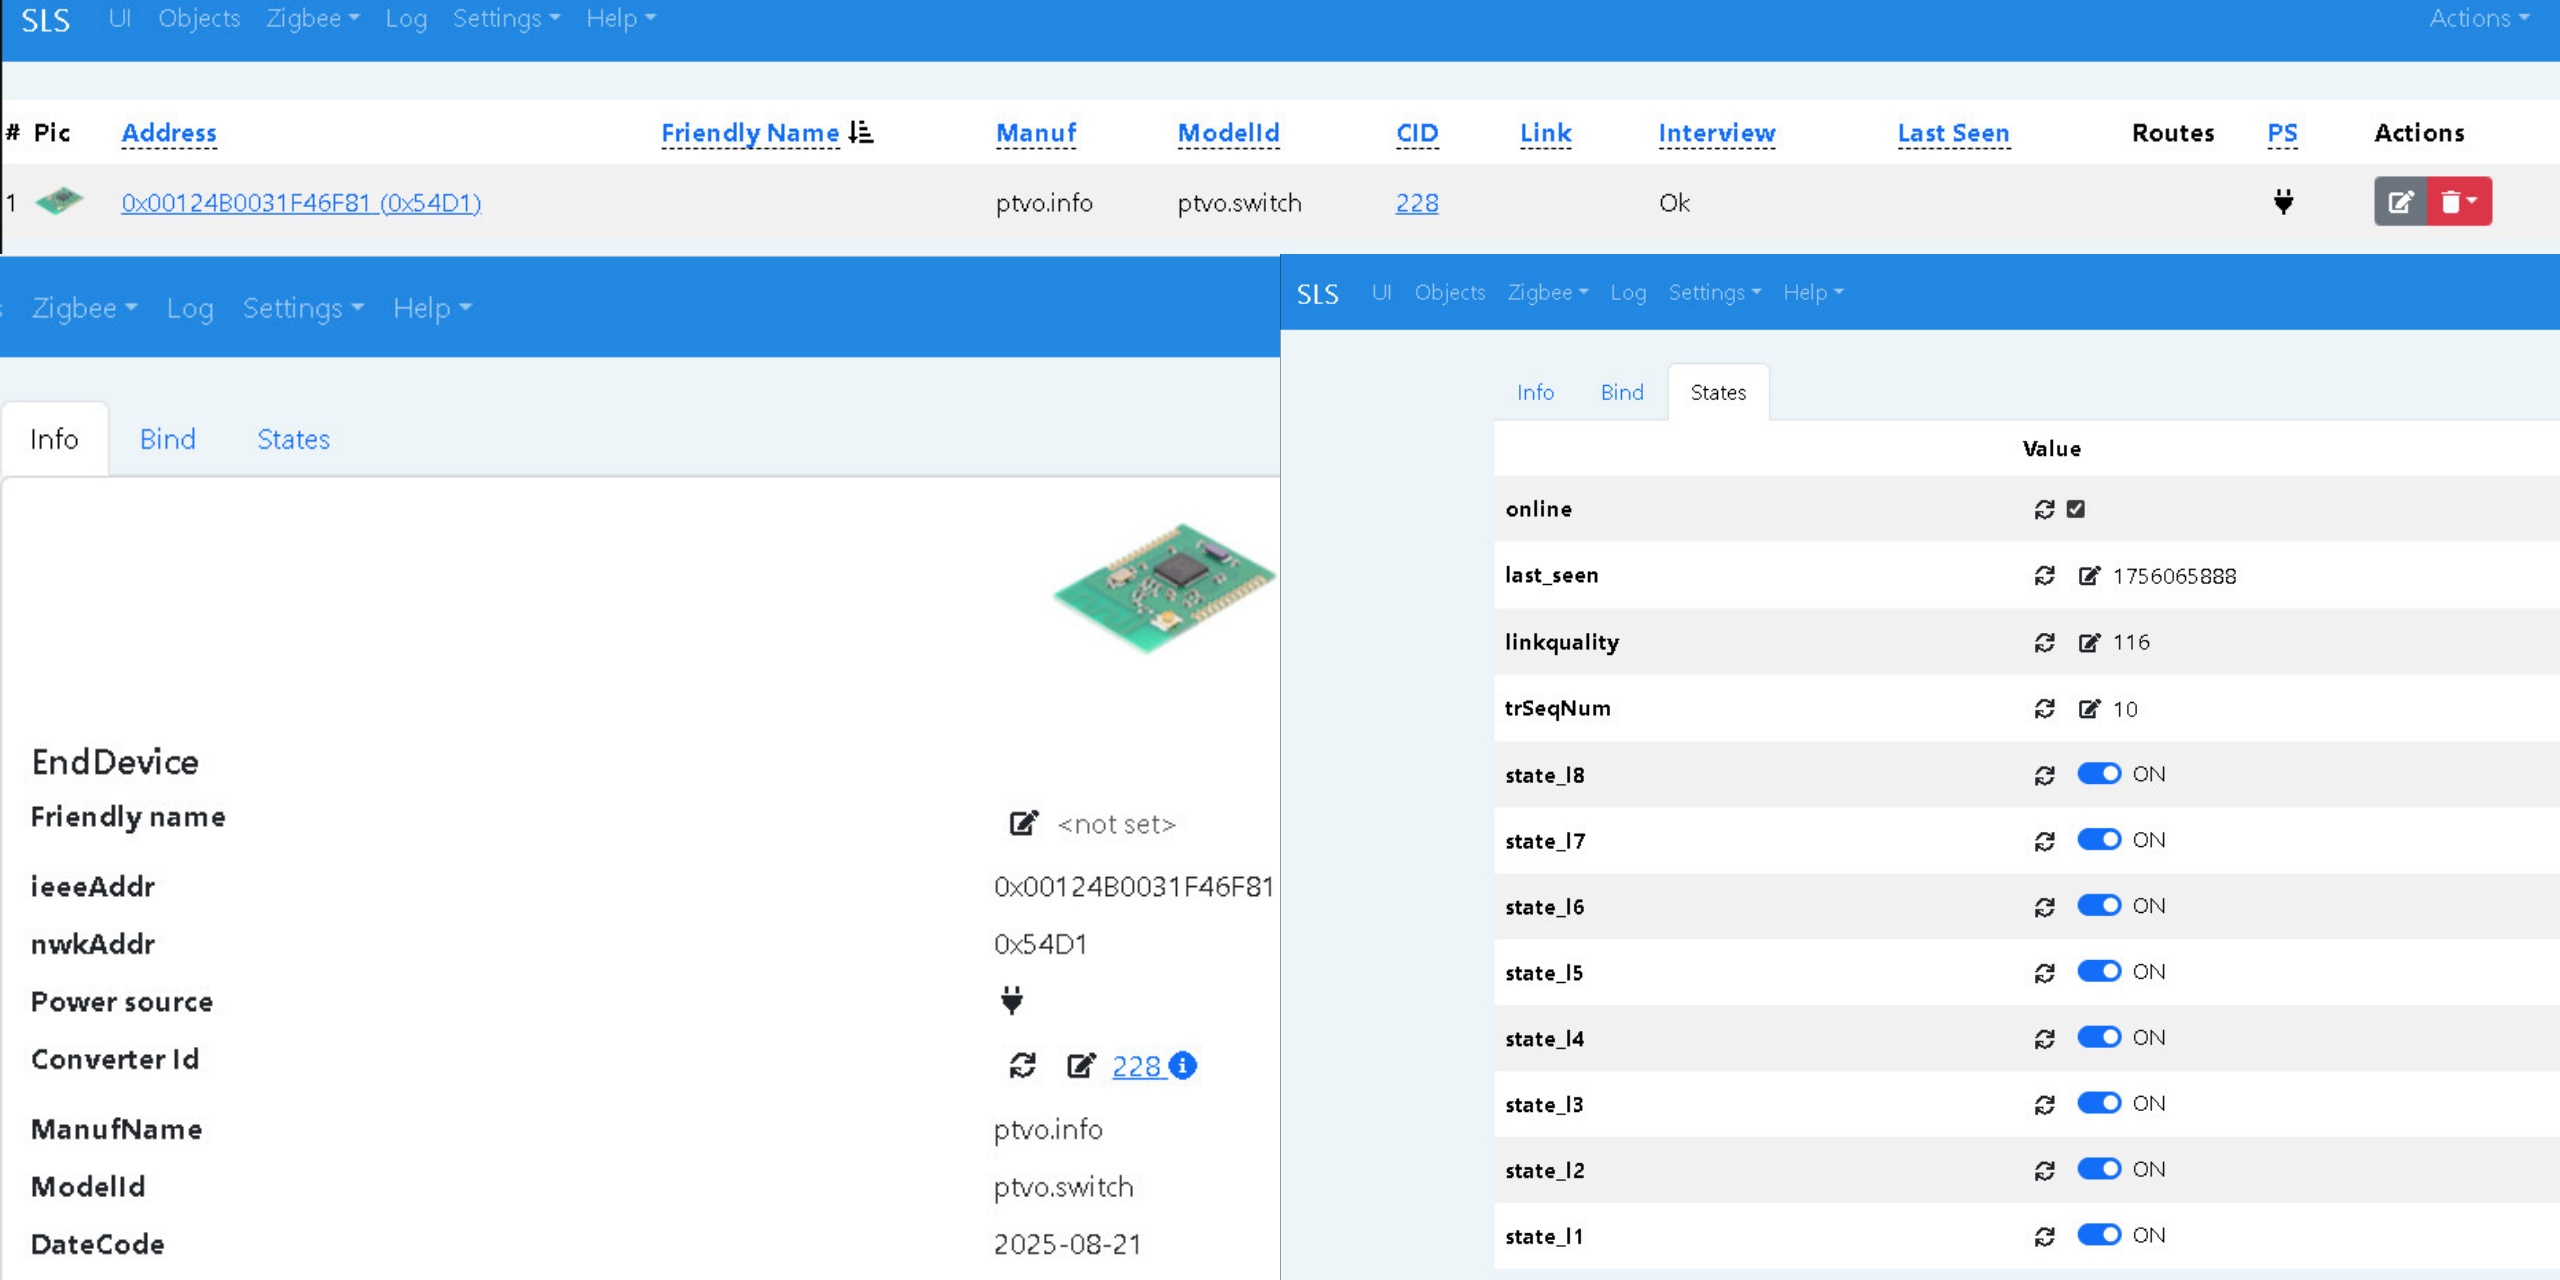 SLS UI Objects Zigbee Log Settings Help Actions
# Pic Address Friendly Name Manuf ModelId CID Link Interview Last Seen Routes PS Actions
1 0x00124B0031F46F81 (0x54D1) ptvo.info ptvo.switch 228 Ok
Zigbee Log Settings Help
Info Bind States
EndDevice
Friendly name <not set>
ieeeAddr 0x00124B0031F46F81
nwkAddr 0x54D1
Power source
Converter Id 228
ManufName ptvo.info
ModelId ptvo.switch
DateCode 2025-08-21
SLS UI Objects Zigbee Log Settings Help
Info Bind States
Value
online
last_seen 1756065888
linkquality 116
trSeqNum 10
state_l8 ON
state_l7 ON
state_l6 ON
state_l5 ON
state_l4 ON
state_l3 ON
state_l2 ON
state_l1 ON